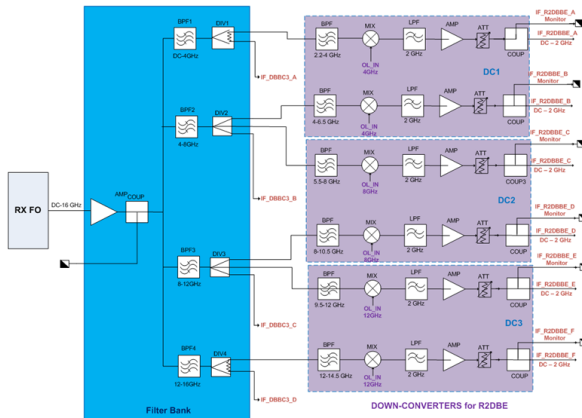 IF_R2DBE_A
Monitor
BPF1
DIV1
BPF
MIX
LPF
AMP
ATT
IF_R2DBBE_A
DC-4GHz
2.2-4 GHz
OL_IN
4GHz
2 GHz
COUP
DC – 2 GHz
IF_DBBC3_A
DC1
IF_R2DBBE_B
Monitor
BPF2
DIV2
BPF
MIX
LPF
AMP
ATT
IF_R2DBBE_B
4-8GHz
4-6.5 GHz
OL_IN
4GHz
2 GHz
COUP
DC – 2 GHz
IF_R2DBBE_C
Monitor
BPF
MIX
LPF
AMP
ATT
IF_R2DBBE_C
5.5-8 GHz
OL_IN
8GHz
2 GHz
COUP3
DC – 2 GHz
RX FO
DC-16 GHz
AMP
COUP
IF_DBBC3_B
DC2
IF_R2DBBE_D
Monitor
BPF
MIX
LPF
AMP
ATT
IF_R2DBBE_D
8-10.5 GHz
OL_IN
8GHz
2 GHz
COUP
DC – 2 GHz
BPF3
DIV3
8-12GHz
IF_R2DBBE_E
Monitor
BPF
MIX
LPF
AMP
ATT
IF_R2DBBE_E
9.5-12 GHz
OL_IN
12GHz
2 GHz
COUP
DC – 2 GHz
IF_DBBC3_C
DC3
IF_R2DBBE_F
Monitor
BPF4
DIV4
BPF
MIX
LPF
AMP
ATT
IF_R2DBBE_F
12-16GHz
12-14.5 GHz
OL_IN
12GHz
2 GHz
COUP
DC – 2 GHz
IF_DBBC3_D
Filter Bank
DOWN-CONVERTERS for R2DBE